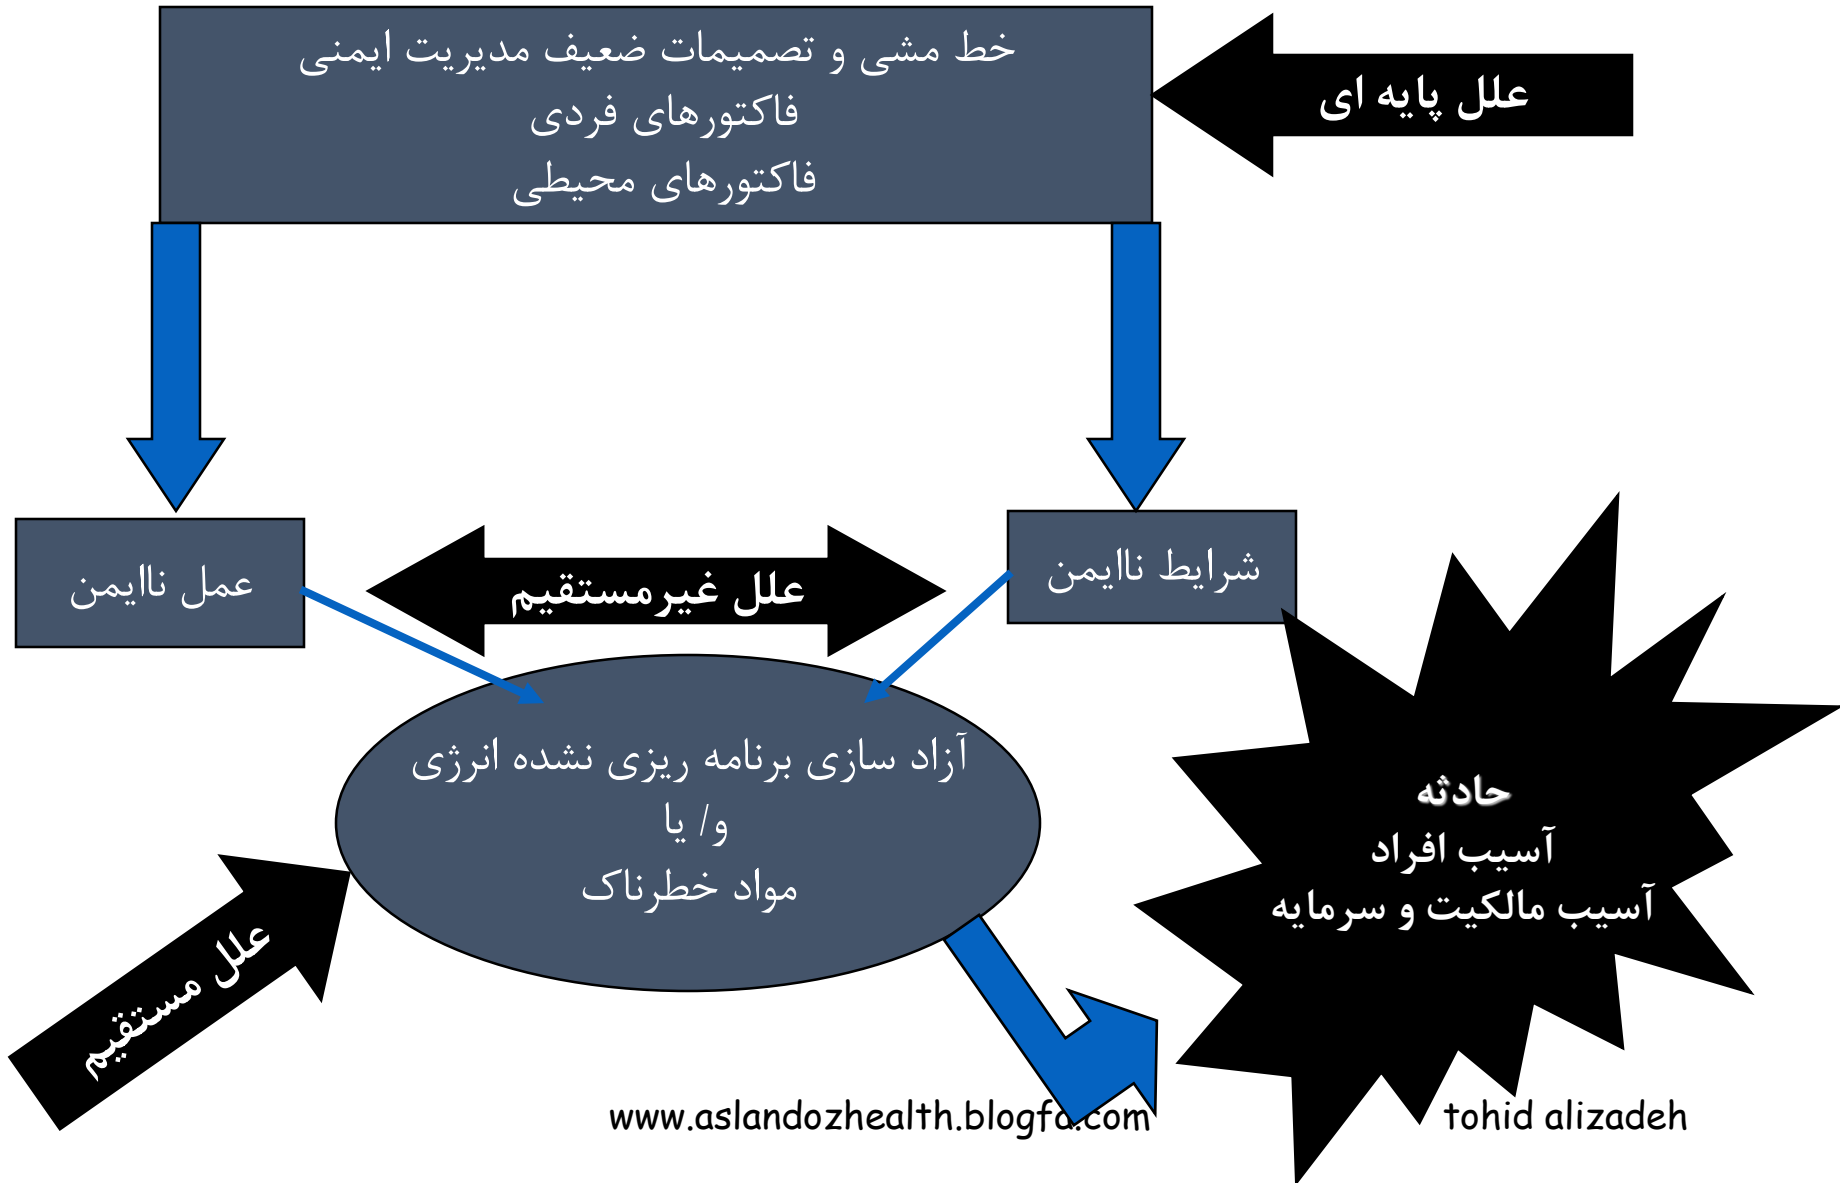 خط مشی و تصمیمات ضعیف مدیریت ایمنی
فاکتورهای فردی
فاکتورهای محیطی
علل پایه ای
شرایط ناایمن
علل غیرمستقیم
عمل ناایمن
آزاد سازی برنامه ریزی نشده انرژی
و/ یا
مواد خطرناک
حادثه
آسیب افراد
آسیب مالکیت و سرمایه
علل مستقیم
www.aslandozhealth.blogfa.com
tohid alizadeh